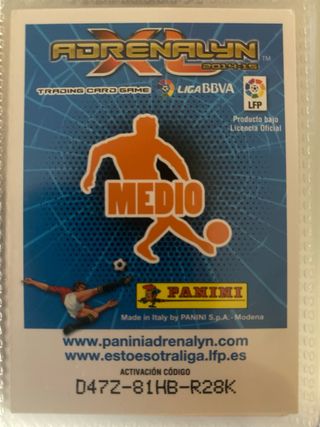 ADRENALYN
XL 2014-15 TM
TRADING CARD GAME LIGA BBVA LFP
Producto bajo
Licencia Oficial
MEDIO
PANINI
Made in Italy by PANINI S.p.A. - Modena
www.paniniadrenalyn.com
www.estoesotraliga.lfp.es
ACTIVACIÓN CÓDIGO
D47Z-81HB-R28K